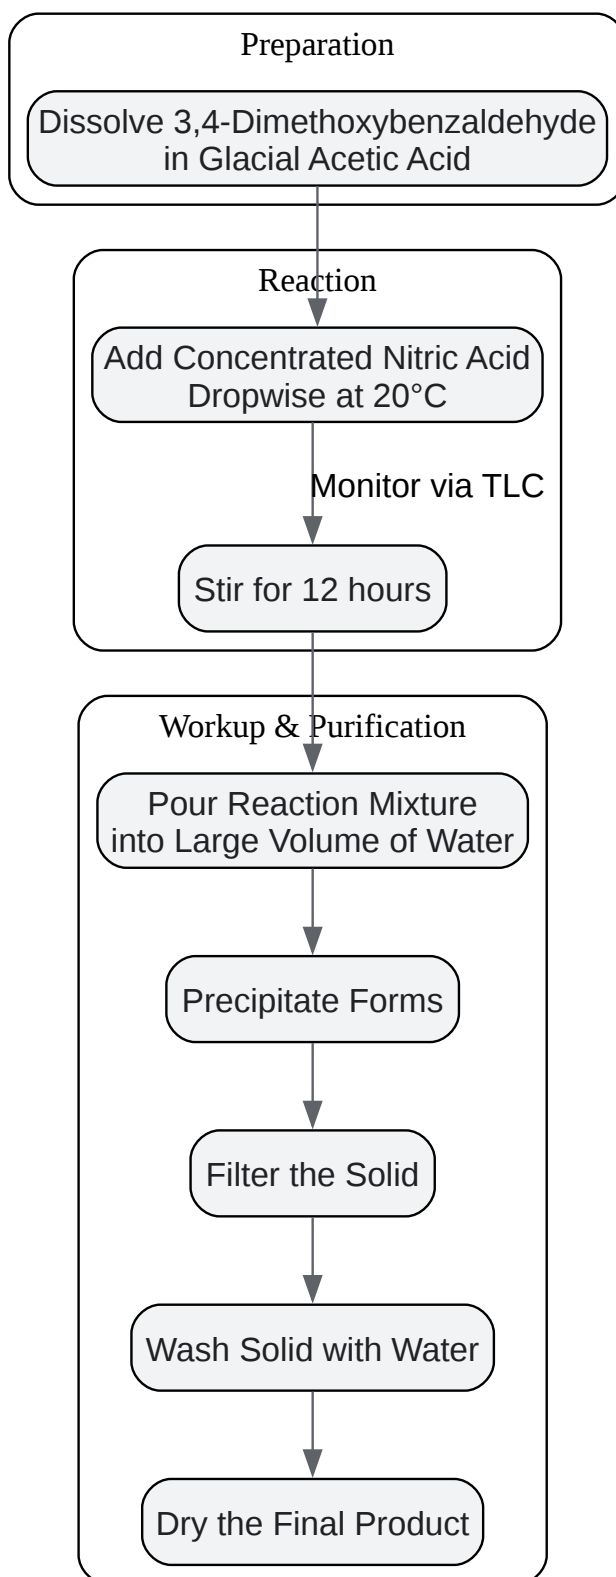 Preparation
Dissolve 3,4-Dimethoxybenzaldehyde
in Glacial Acetic Acid
Reaction
Add Concentrated Nitric Acid
Dropwise at 20°C
Monitor via TLC
Stir for 12 hours
Workup & Purification
Pour Reaction Mixture
into Large Volume of Water
Precipitate Forms
Filter the Solid
Wash Solid with Water
Dry the Final Product